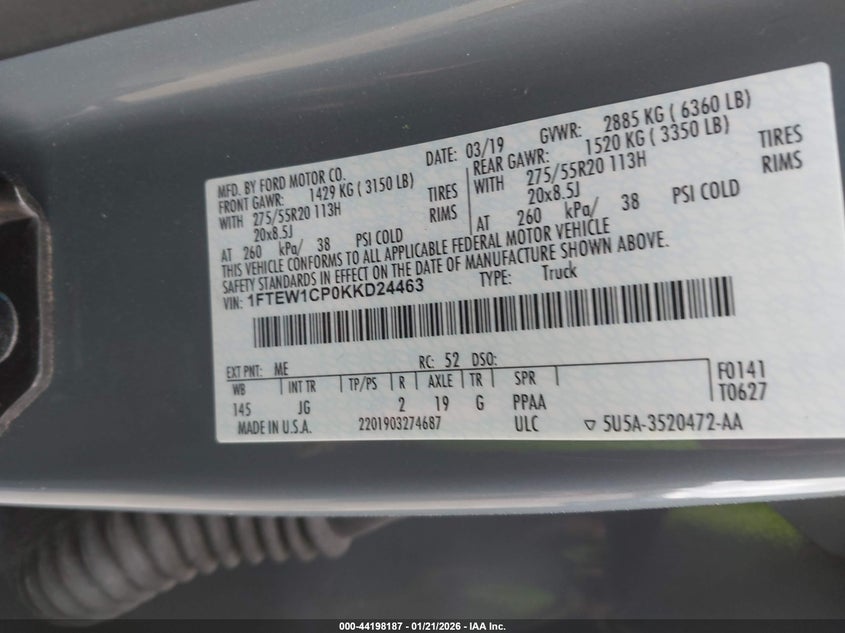 MFD. BY FORD MOTOR CO. DATE: 03/19 GVWR: 2885 KG ( 6360 LB)
FRONT GAWR: 1429 KG ( 3150 LB) REAR GAWR: 1520 KG ( 3350 LB)
WITH 275/55R20 113H TIRES WITH 275/55R20 113H TIRES
20x8.5J RIMS 20x8.5J RIMS
AT 260 kPa/ 38 PSI COLD AT 260 kPa/ 38 PSI COLD
THIS VEHICLE CONFORMS TO ALL APPLICABLE FEDERAL MOTOR VEHICLE
SAFETY STANDARDS IN EFFECT ON THE DATE OF MANUFACTURE SHOWN ABOVE.
VIN: 1FTEW1CP0KKD24463 TYPE: Truck
EXT PNT: ME RC: 52 DSO:
WB INT TR TP/PS R AXLE TR SPR F0141
145 JG 2 19 G PPAA T0627
MADE IN U.S.A. 2201903274687 ULC ▽ 5U5A-3520472-AA
000-44198187 - 01/21/2026 - IAA Inc.